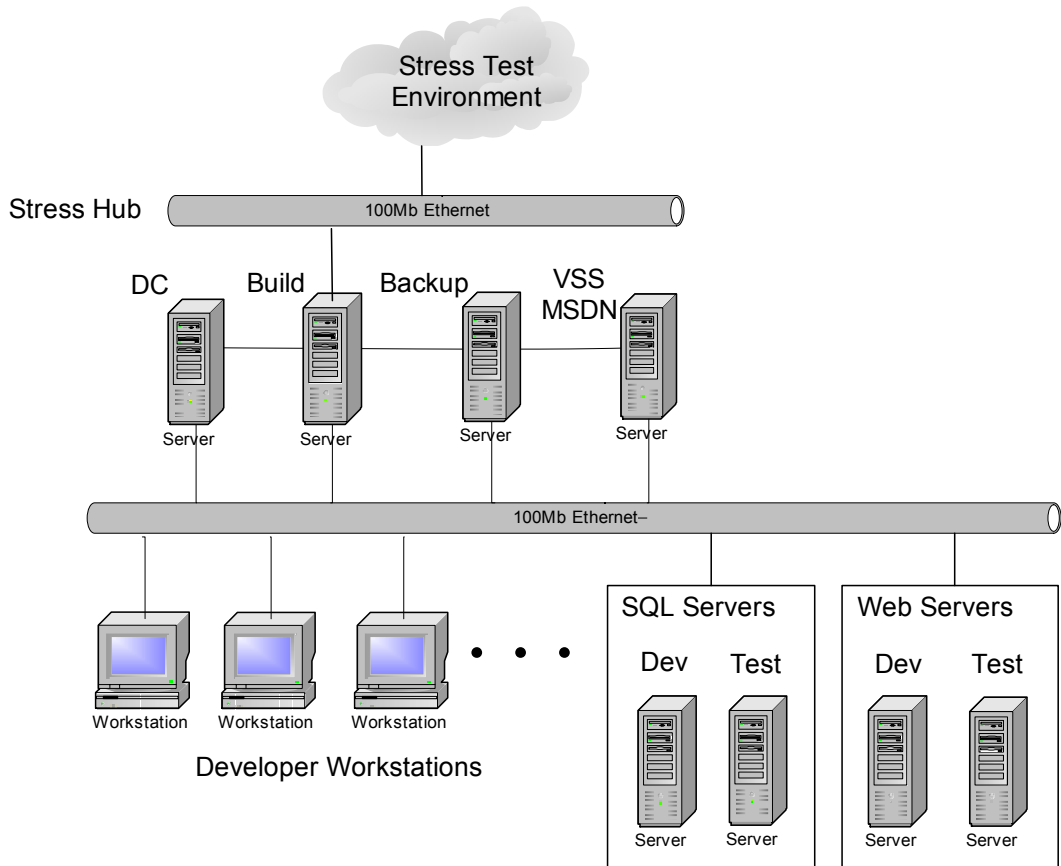 Stress Test
Environment
Stress Hub
100Mb Ethernet
DC
Build
Backup
VSS
MSDN
Server
Server
Server
Server
100Mb Ethernet–
SQL Servers
Web Servers
Dev
Test
Dev
Test
Workstation
Workstation
Workstation
Developer Workstations
Server
Server
Server
Server